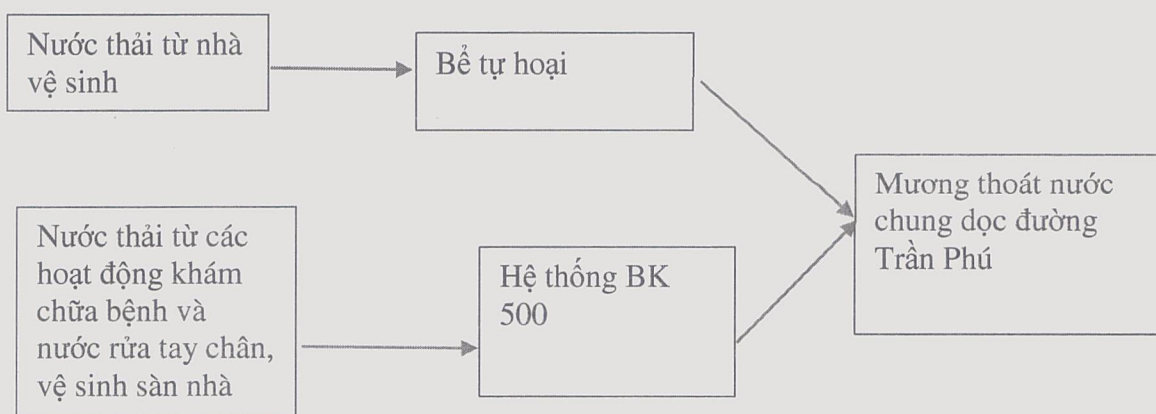 Nước thải từ nhà
vệ sinh
Bể tự hoại
Nước thải từ các
hoạt động khám
chữa bệnh và
nước rửa tay chân,
vệ sinh sàn nhà
Hệ thống BK
500
Mương thoát nước
chung dọc đường
Trần Phú